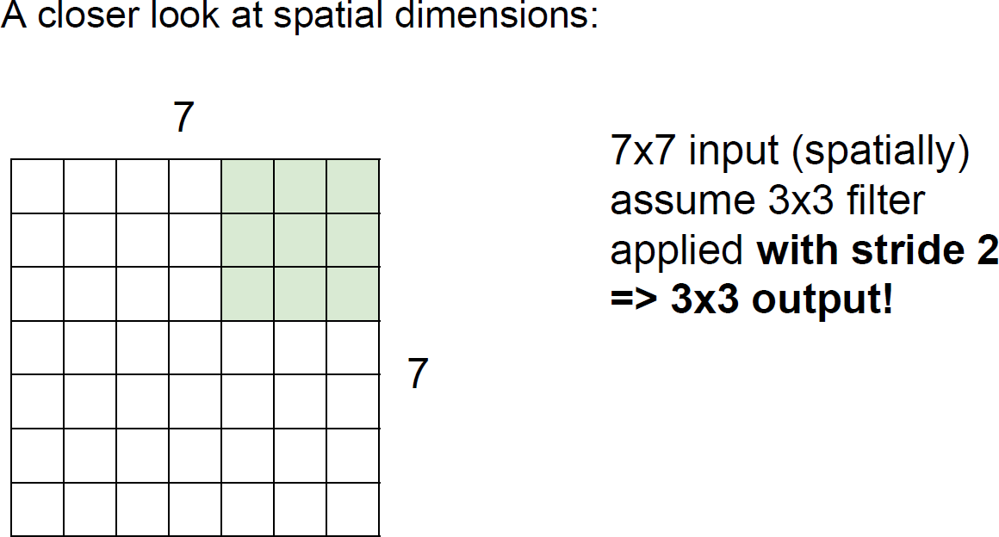 A closer look at spatial dimensions:
7
7x7 input (spatially)
assume 3x3 filter
applied with stride 2
=> 3x3 output!
7